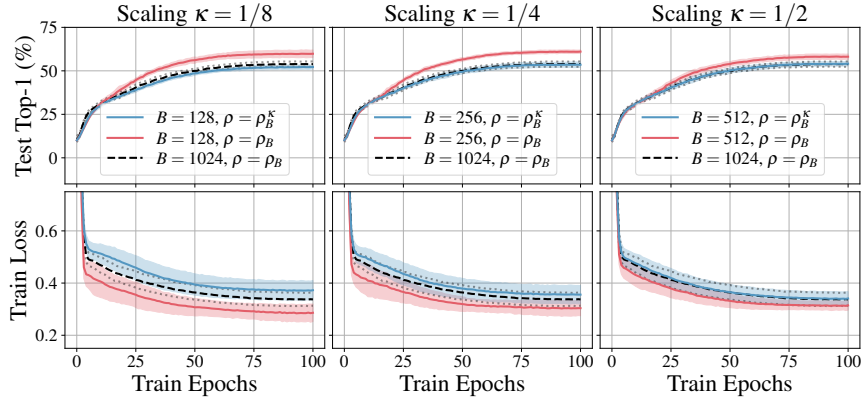 Scaling κ = 1/8
Scaling κ = 1/4
Scaling κ = 1/2
Test Top-1 (%)
75
50
25
0
B = 128, ρ = ρ_B^κ
B = 128, ρ = ρ_B
B = 1024, ρ = ρ_B
B = 256, ρ = ρ_B^κ
B = 256, ρ = ρ_B
B = 1024, ρ = ρ_B
B = 512, ρ = ρ_B^κ
B = 512, ρ = ρ_B
B = 1024, ρ = ρ_B
Train Loss
0.6
0.4
0.2
0 25 50 75 100
0 25 50 75 100
0 25 50 75 100
Train Epochs
Train Epochs
Train Epochs